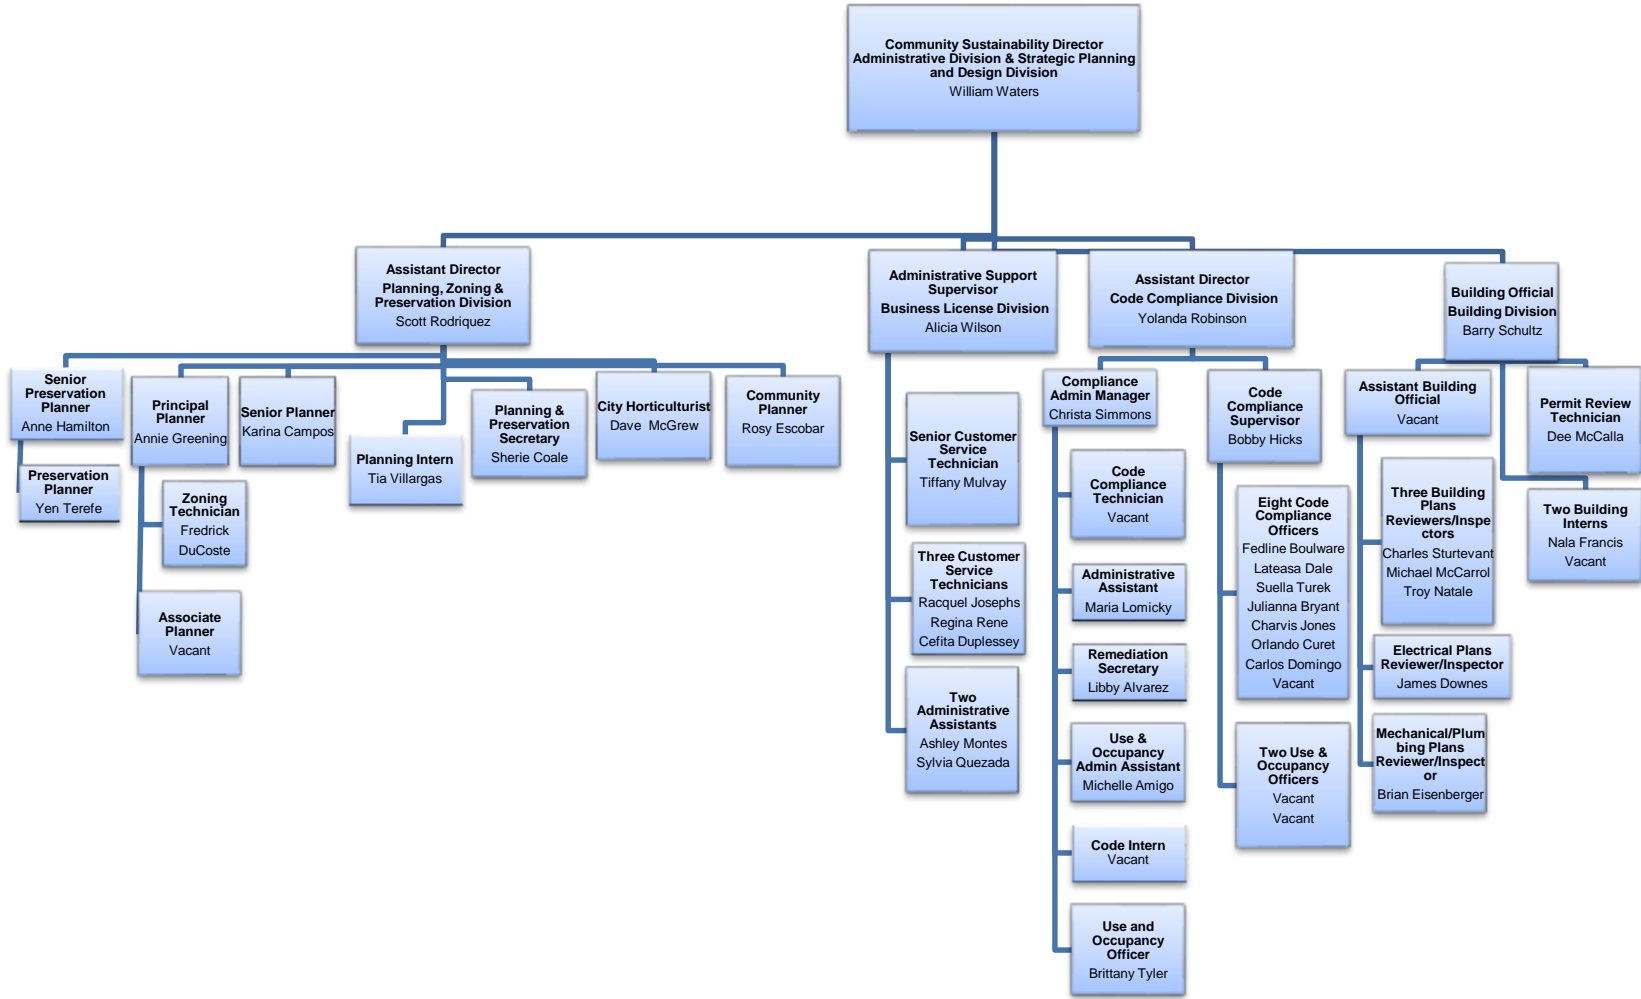 Community Sustainability Director
Administrative Division & Strategic Planning
and Design Division
William Waters
Assistant Director
Planning, Zoning &
Preservation Division
Scott Rodriquez
Administrative Support
Supervisor
Business License Division
Alicia Wilson
Assistant Director
Code Compliance Division
Yolanda Robinson
Building Official
Building Division
Barry Schultz
Senior
Preservation
Planner
Anne Hamilton
Preservation
Planner
Yen Terefe
Principal
Planner
Annie Greening
Zoning
Technician
Fredrick
DuCoste
Associate
Planner
Vacant
Senior Planner
Karina Campos
Planning Intern
Tia Villargas
Planning &
Preservation
Secretary
Sherie Coale
City Horticulturist
Dave McGrew
Community
Planner
Rosy Escobar
Senior Customer
Service
Technician
Tiffany Mulvay
Three Customer
Service
Technicians
Racquel Josephs
Regina Rene
Cefita Duplessey
Two
Administrative
Assistants
Ashley Montes
Sylvia Quezada
Compliance
Admin Manager
Christa Simmons
Code
Compliance
Technician
Vacant
Administrative
Assistant
Maria Lomicky
Remediation
Secretary
Libby Alvarez
Use &
Occupancy
Admin Assistant
Michelle Amigo
Code Intern
Vacant
Use and
Occupancy
Officer
Brittany Tyler
Code
Compliance
Supervisor
Bobby Hicks
Eight Code
Compliance
Officers
Fedline Boulware
Lateasa Dale
Suella Turek
Julianna Bryant
Charvis Jones
Orlando Curet
Carlos Domingo
Vacant
Two Use &
Occupancy
Officers
Vacant
Vacant
Assistant Building
Official
Vacant
Three Building
Plans
Reviewers/Inspe
ctors
Charles Sturtevant
Michael McCarrol
Troy Natale
Electrical Plans
Reviewer/Inspector
James Downes
Mechanical/Plum
bing Plans
Reviewer/Inspect
or
Brian Eisenberger
Permit Review
Technician
Dee McCalla
Two Building
Interns
Nala Francis
Vacant